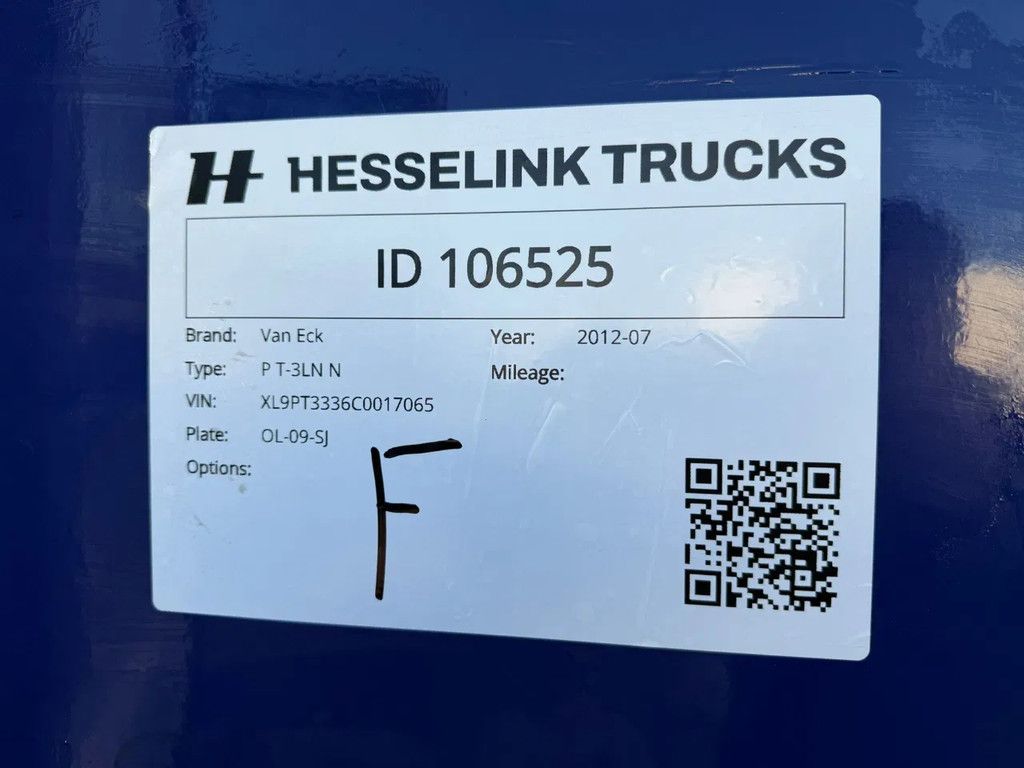 H HESSELINK TRUCKS
ID 106525
Brand: Van Eck Year: 2012-07
Type: P T-3LN N Mileage:
VIN: XL9PT3336C0017065
Plate: OL-09-SJ
Options:
F